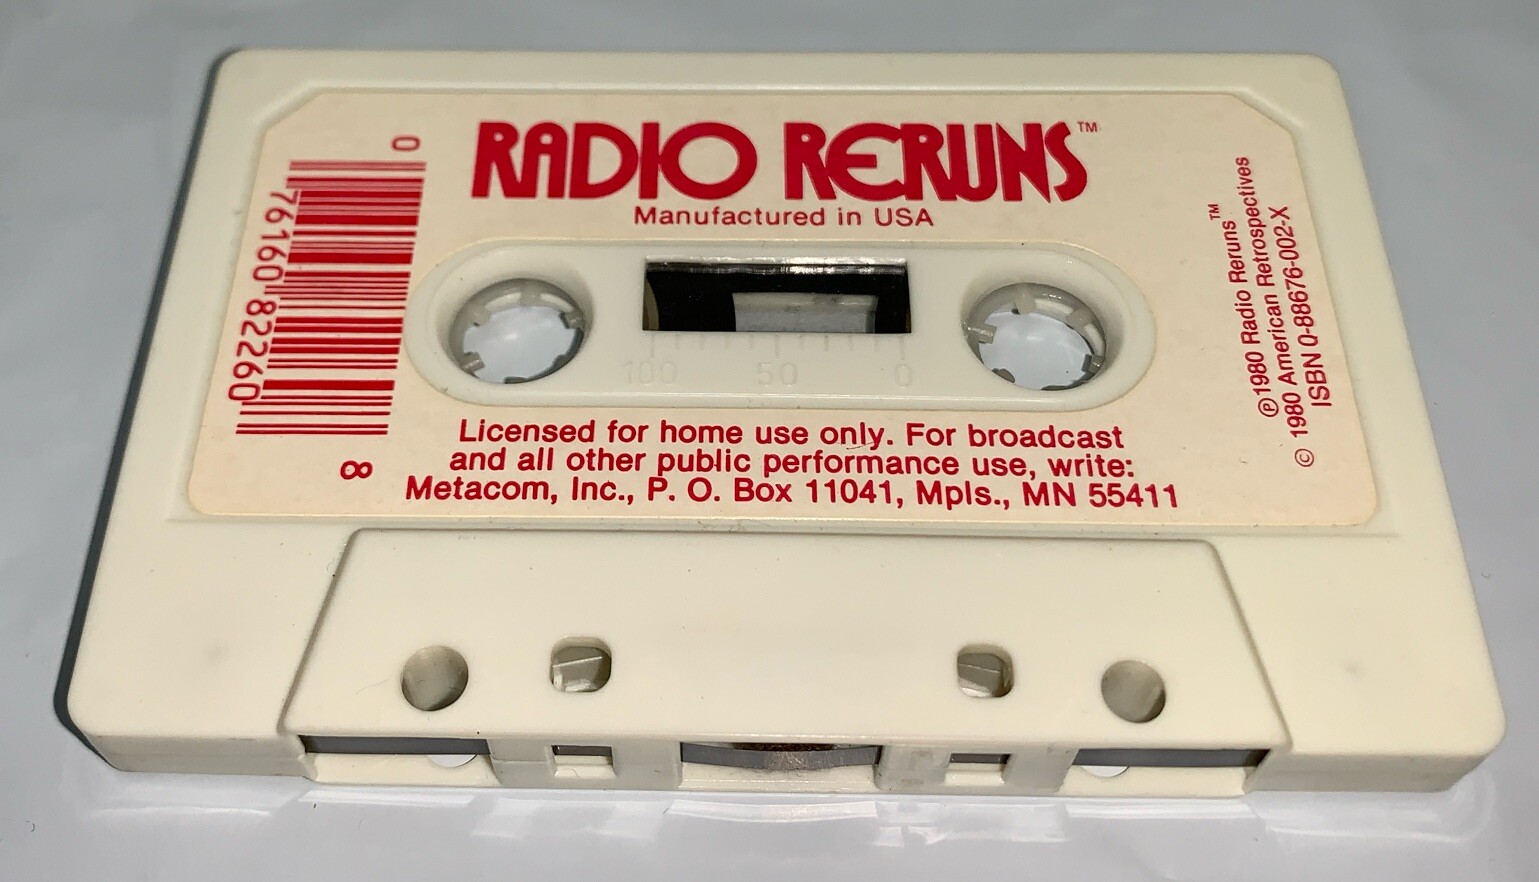 RADIO RERUNS™
Manufactured in USA
0
76160 82260
8
100 50 0
Licensed for home use only. For broadcast
and all other public performance use, write:
Metacom, Inc., P. O. Box 11041, Mpls., MN 55411
℗1980 Radio Reruns™
© 1980 American Retrospectives
ISBN 0-88676-002-X